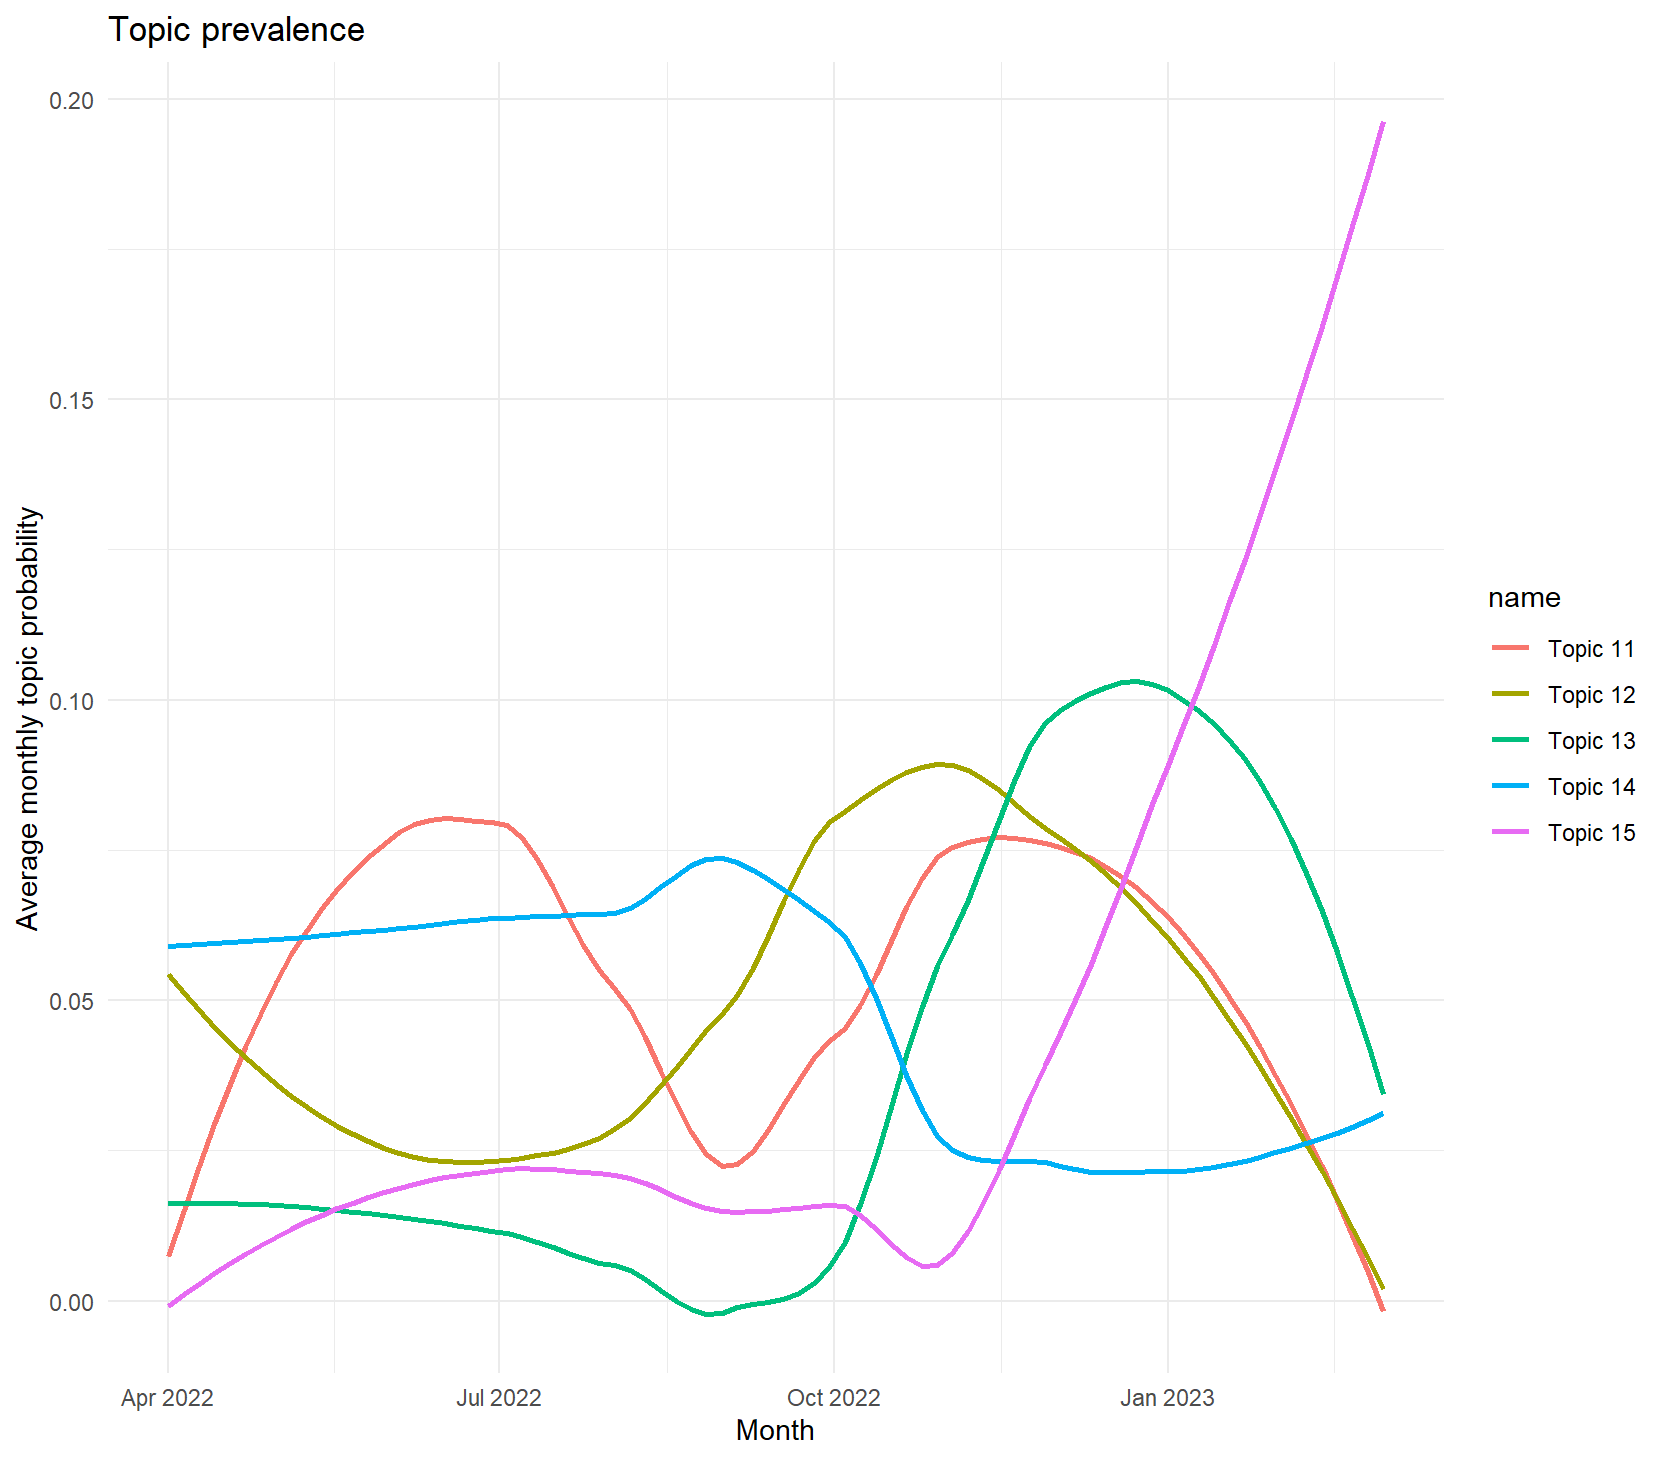 Topic prevalence
0.20
0.15
0.10
0.05
0.00
Average monthly topic probability
Apr 2022
Jul 2022
Oct 2022
Jan 2023
Month
name
Topic 11
Topic 12
Topic 13
Topic 14
Topic 15